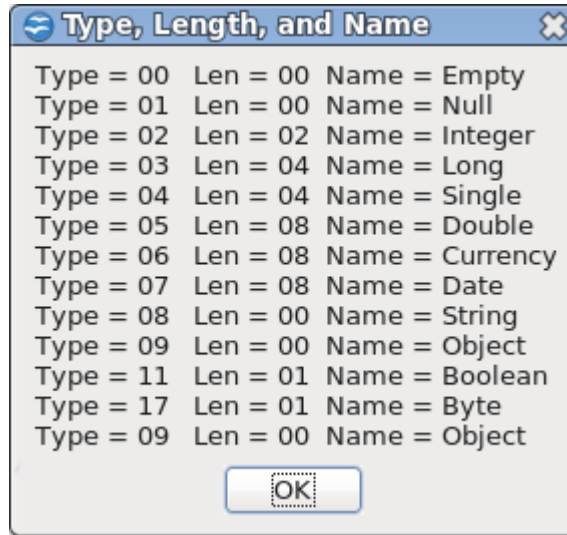 Type, Length, and Name
Type = 00 Len = 00 Name = Empty
Type = 01 Len = 00 Name = Null
Type = 02 Len = 02 Name = Integer
Type = 03 Len = 04 Name = Long
Type = 04 Len = 04 Name = Single
Type = 05 Len = 08 Name = Double
Type = 06 Len = 08 Name = Currency
Type = 07 Len = 08 Name = Date
Type = 08 Len = 00 Name = String
Type = 09 Len = 00 Name = Object
Type = 11 Len = 01 Name = Boolean
Type = 17 Len = 01 Name = Byte
Type = 09 Len = 00 Name = Object
OK